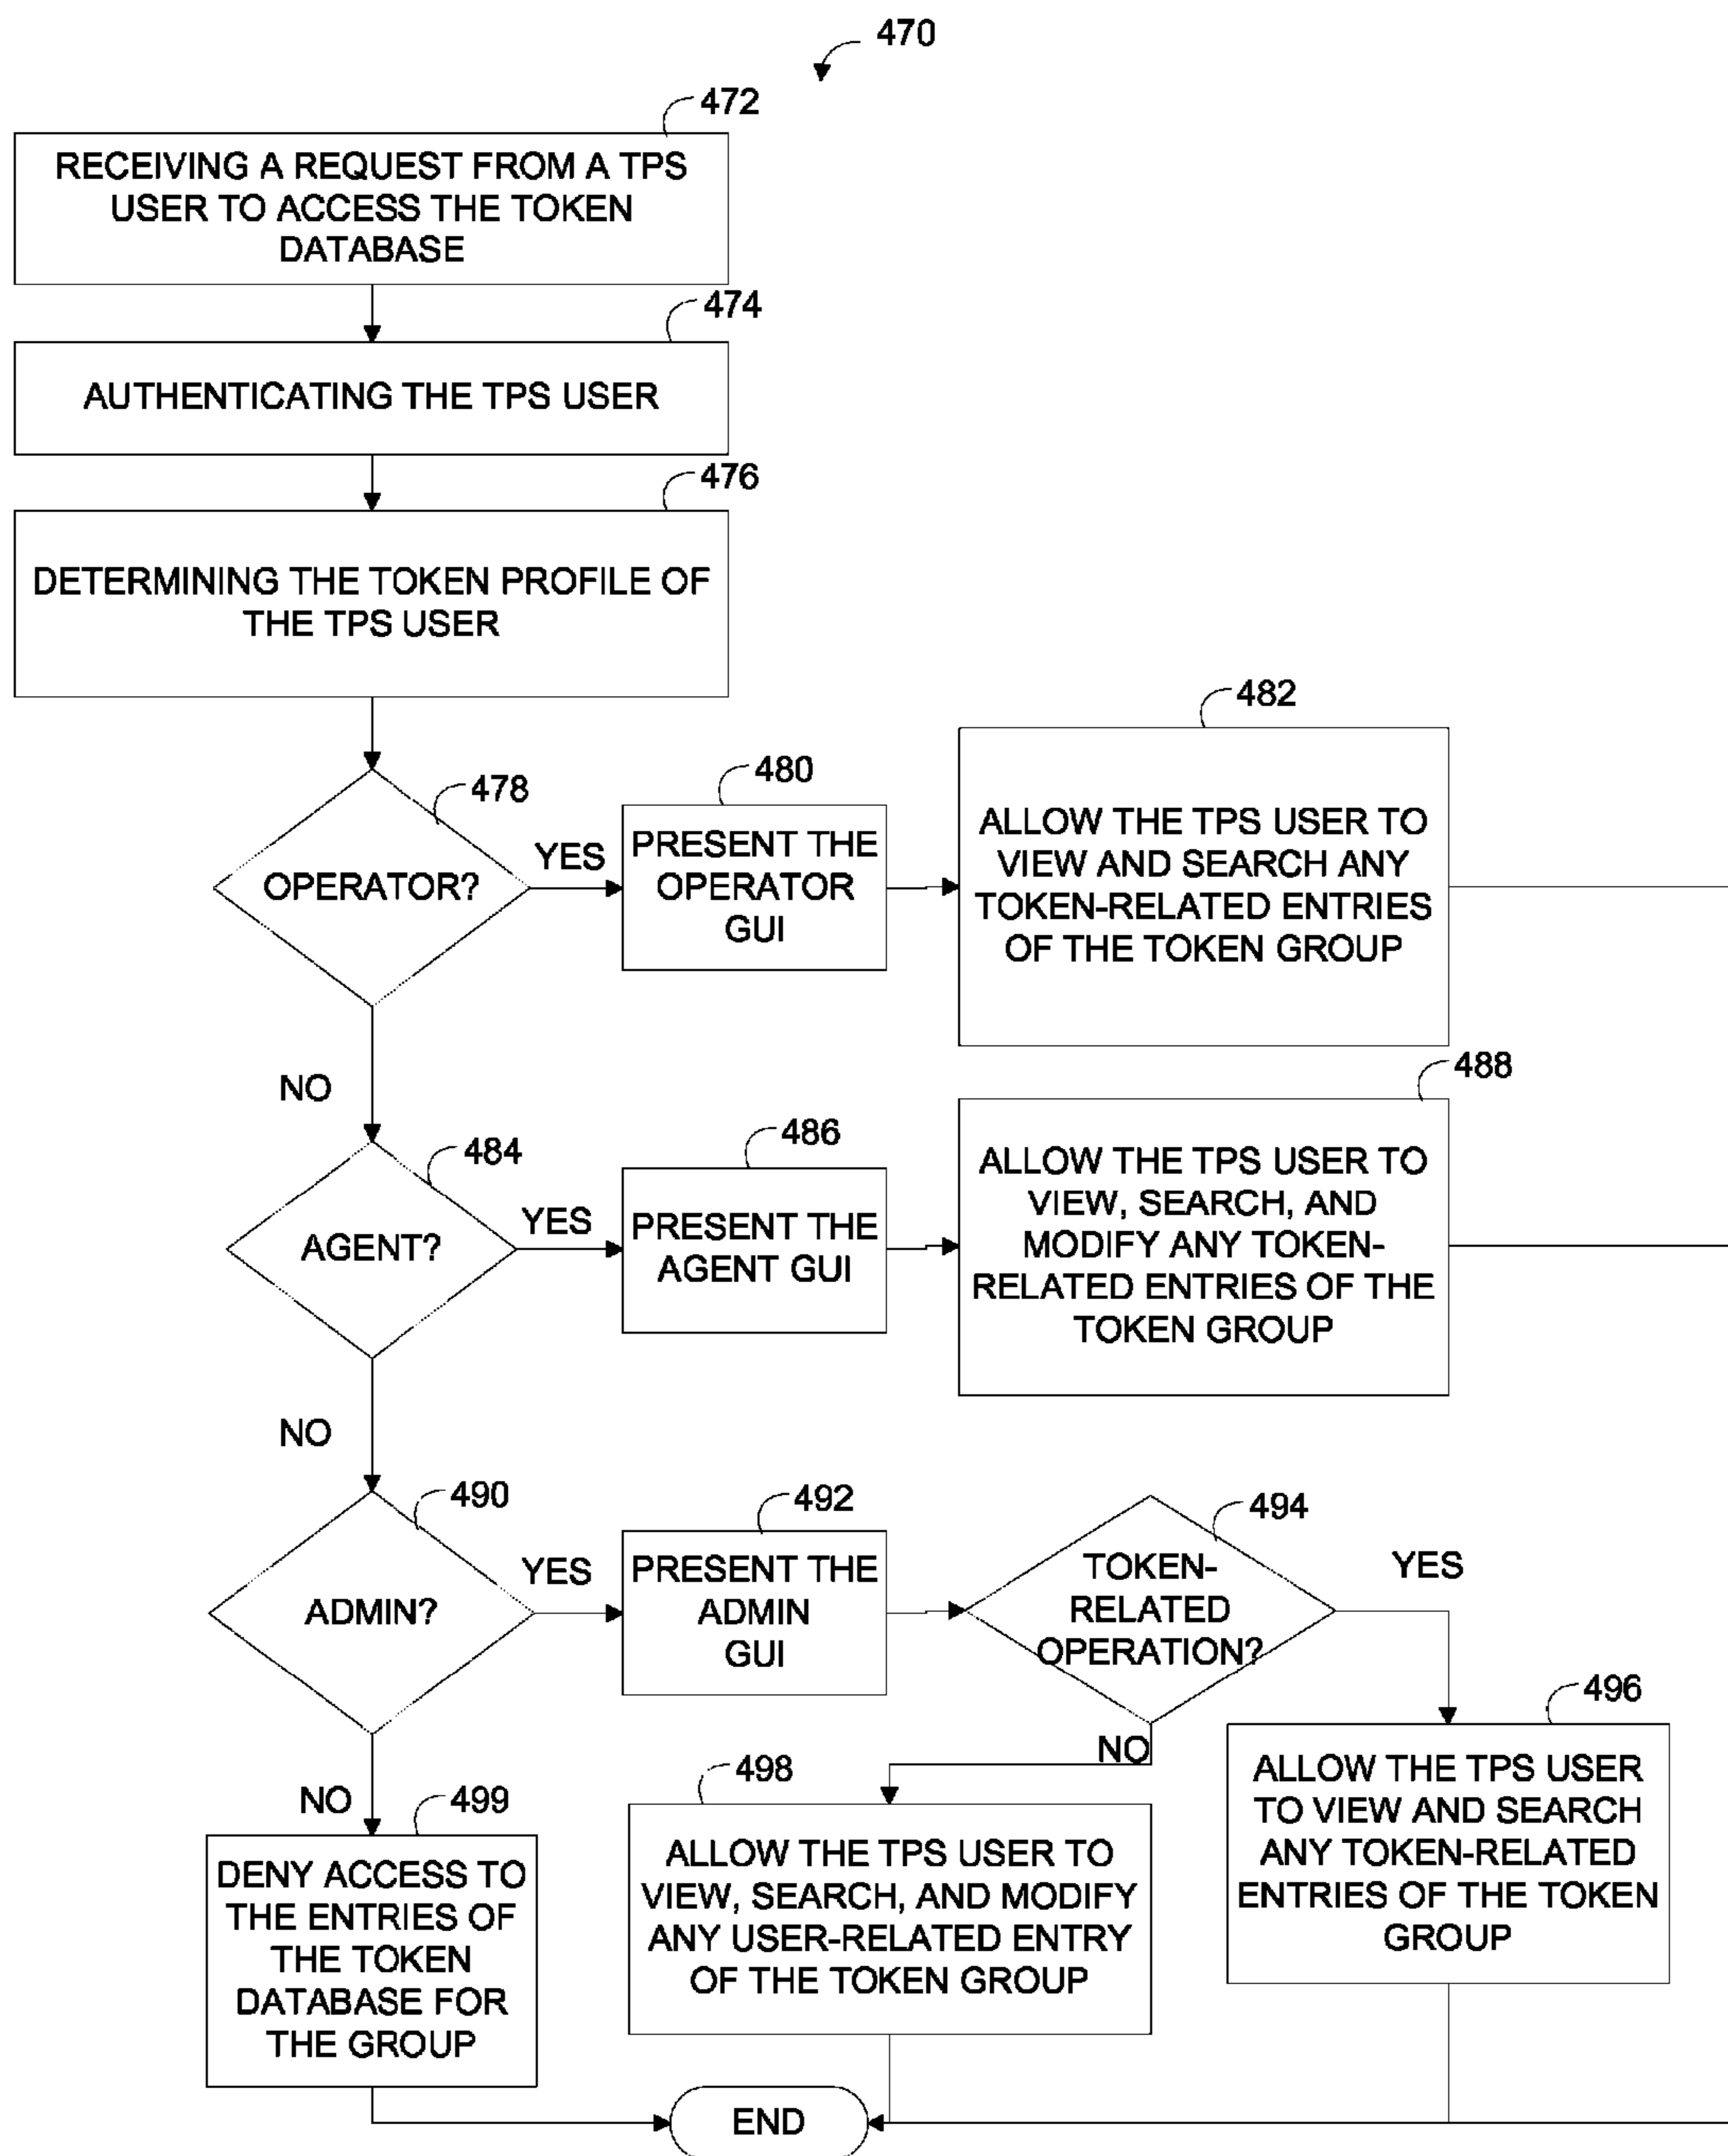 470
472
RECEIVING A REQUEST FROM A TPS
USER TO ACCESS THE TOKEN
DATABASE
474
AUTHENTICATING THE TPS USER
476
DETERMINING THE TOKEN PROFILE OF
THE TPS USER
478
OPERATOR?
YES
480
PRESENT THE
OPERATOR
GUI
482
ALLOW THE TPS USER TO
VIEW AND SEARCH ANY
TOKEN-RELATED ENTRIES
OF THE TOKEN GROUP
NO
484
AGENT?
YES
486
PRESENT THE
AGENT GUI
488
ALLOW THE TPS USER TO
VIEW, SEARCH, AND
MODIFY ANY TOKEN-
RELATED ENTRIES OF THE
TOKEN GROUP
NO
490
ADMIN?
YES
492
PRESENT THE
ADMIN
GUI
494
TOKEN-
RELATED
OPERATION?
YES
496
ALLOW THE TPS USER
TO VIEW AND SEARCH
ANY TOKEN-RELATED
ENTRIES OF THE TOKEN
GROUP
NO
498
ALLOW THE TPS USER TO
VIEW, SEARCH, AND MODIFY
ANY USER-RELATED ENTRY
OF THE TOKEN GROUP
NO
499
DENY ACCESS TO
THE ENTRIES OF
THE TOKEN
DATABASE FOR
THE GROUP
END